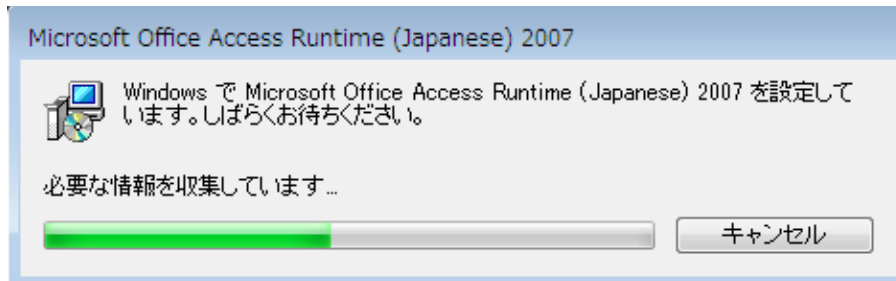 Microsoft Office Access Runtime (Japanese) 2007
Windows で Microsoft Office Access Runtime (Japanese) 2007 を設定して
います。しばらくお待ちください。
必要な情報を収集しています...
キャンセル